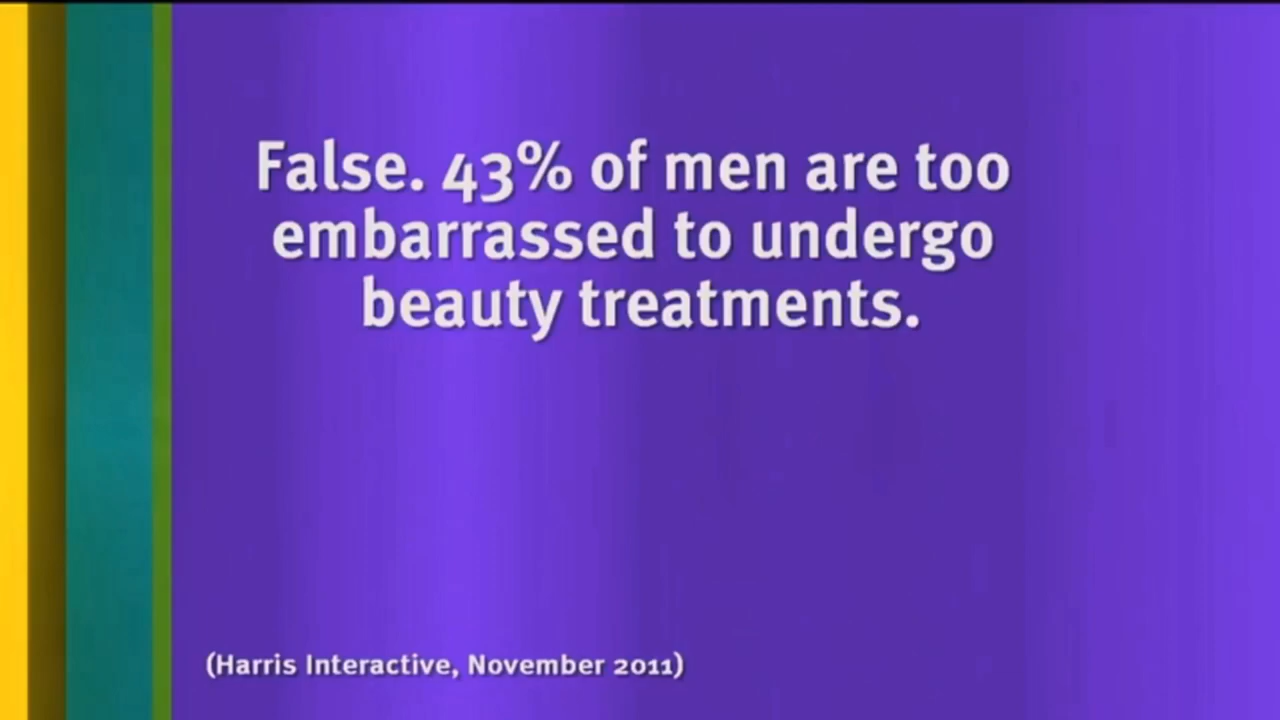 False. 43% of men are too
embarrassed to undergo
beauty treatments.
(Harris Interactive, November 2011)